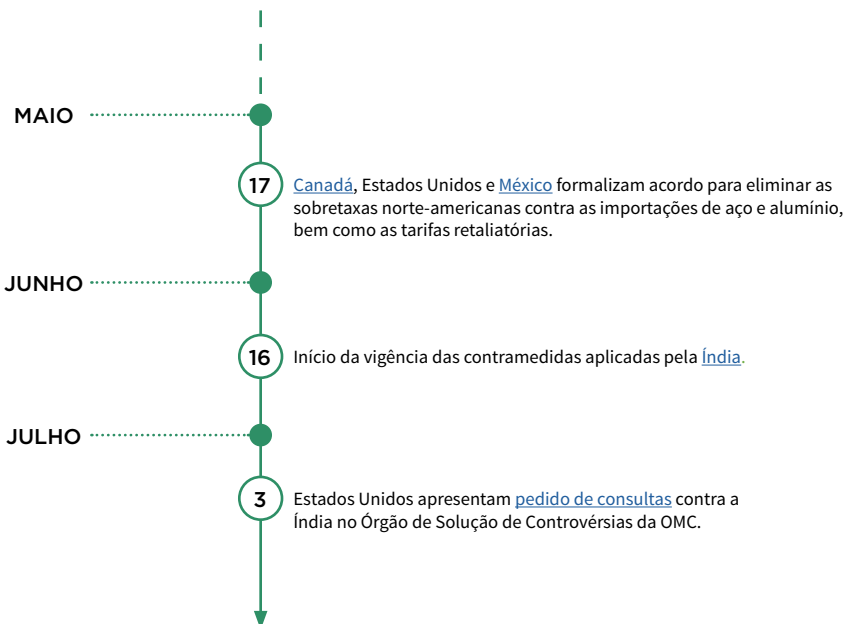 MAIO
17
Canadá, Estados Unidos e México formalizam acordo para eliminar as
sobretaxas norte-americanas contra as importações de aço e alumínio,
bem como as tarifas retaliatórias.
JUNHO
16
Início da vigência das contramedidas aplicadas pela Índia.
JULHO
3
Estados Unidos apresentam pedido de consultas contra a
Índia no Órgão de Solução de Controvérsias da OMC.